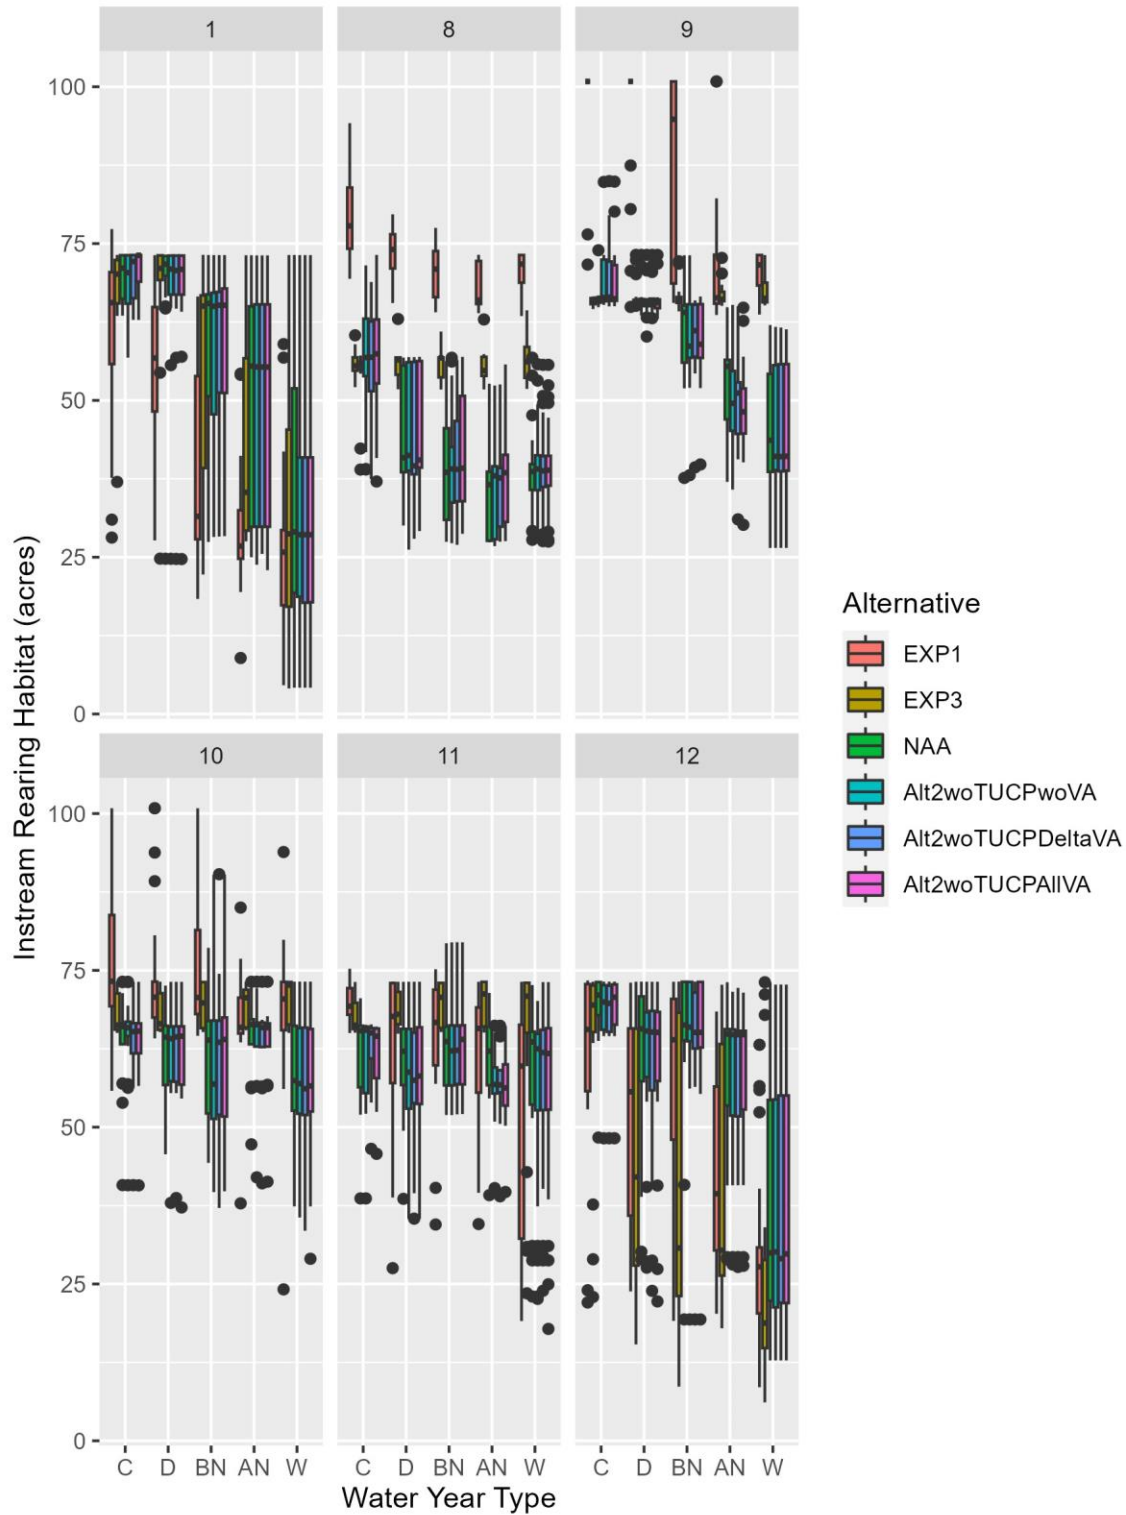 1 8 9
100
75
50
25
0
Instream Rearing Habitat (acres)
10 11 12
100
75
50
25
0
C D BN AN W C D BN AN W C D BN AN W
Water Year Type
Alternative
EXP1
EXP3
NAA
Alt2woTUCPwoVA
Alt2woTUCPDeltaVA
Alt2woTUCPAllVA